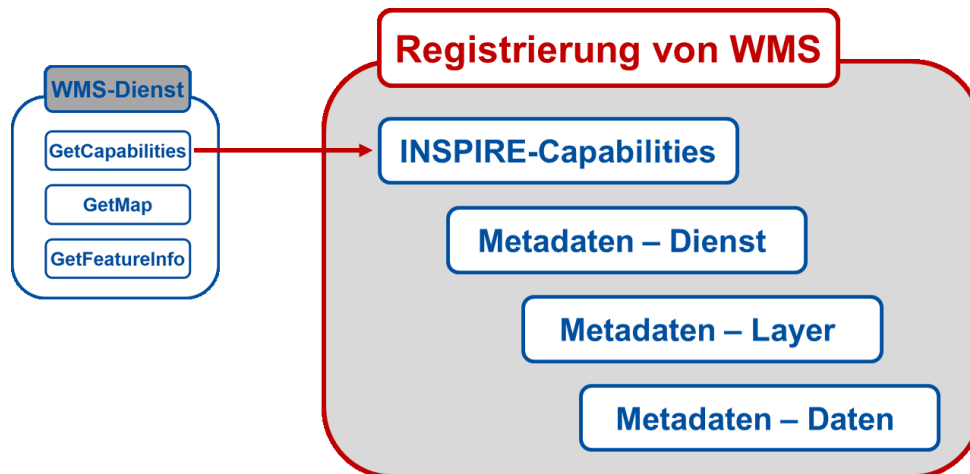 Registrierung von WMS
WMS-Dienst
GetCapabilities
GetMap
GetFeatureInfo
INSPIRE-Capabilities
Metadaten – Dienst
Metadaten – Layer
Metadaten – Daten